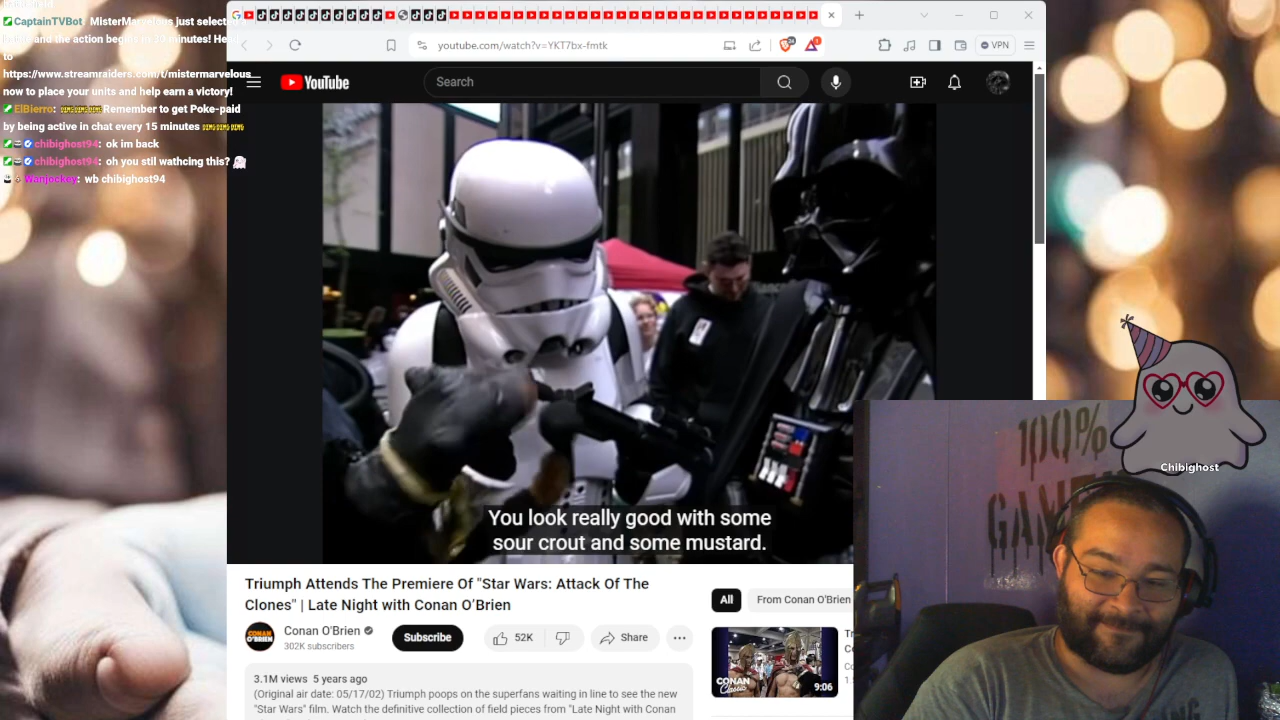 CaptainTVBot: MisterMarvelous just selected
and the action begins in 30 minutes! Head
to
https://www.streamraiders.com/t/mistermarvelous
now to place your units and help earn a victory!
ElBierro: Remember to get Poke-paid
by being active in chat every 15 minutes
chibighost94: ok im back
chibighost94: oh you stil wathcing this?
Wanjockey: wb chibighost94
youtube.com/watch?v=YKT7bx-fmtk
VPN
YouTube
Search
You look really good with some
sour crout and some mustard.
100%
Chibighost
Triumph Attends The Premiere Of "Star Wars: Attack Of The
Clones" | Late Night with Conan O'Brien
CONAN O'BRIEN
Conan O'Brien
302K subscribers
Subscribe
52K
Share
All
From Conan O'Brien
CONAN
Classic
9:06
3.1M views 5 years ago
(Original air date: 05/17/02) Triumph poops on the superfans waiting in line to see the new
"Star Wars" film. Watch the definitive collection of field pieces from "Late Night with Conan